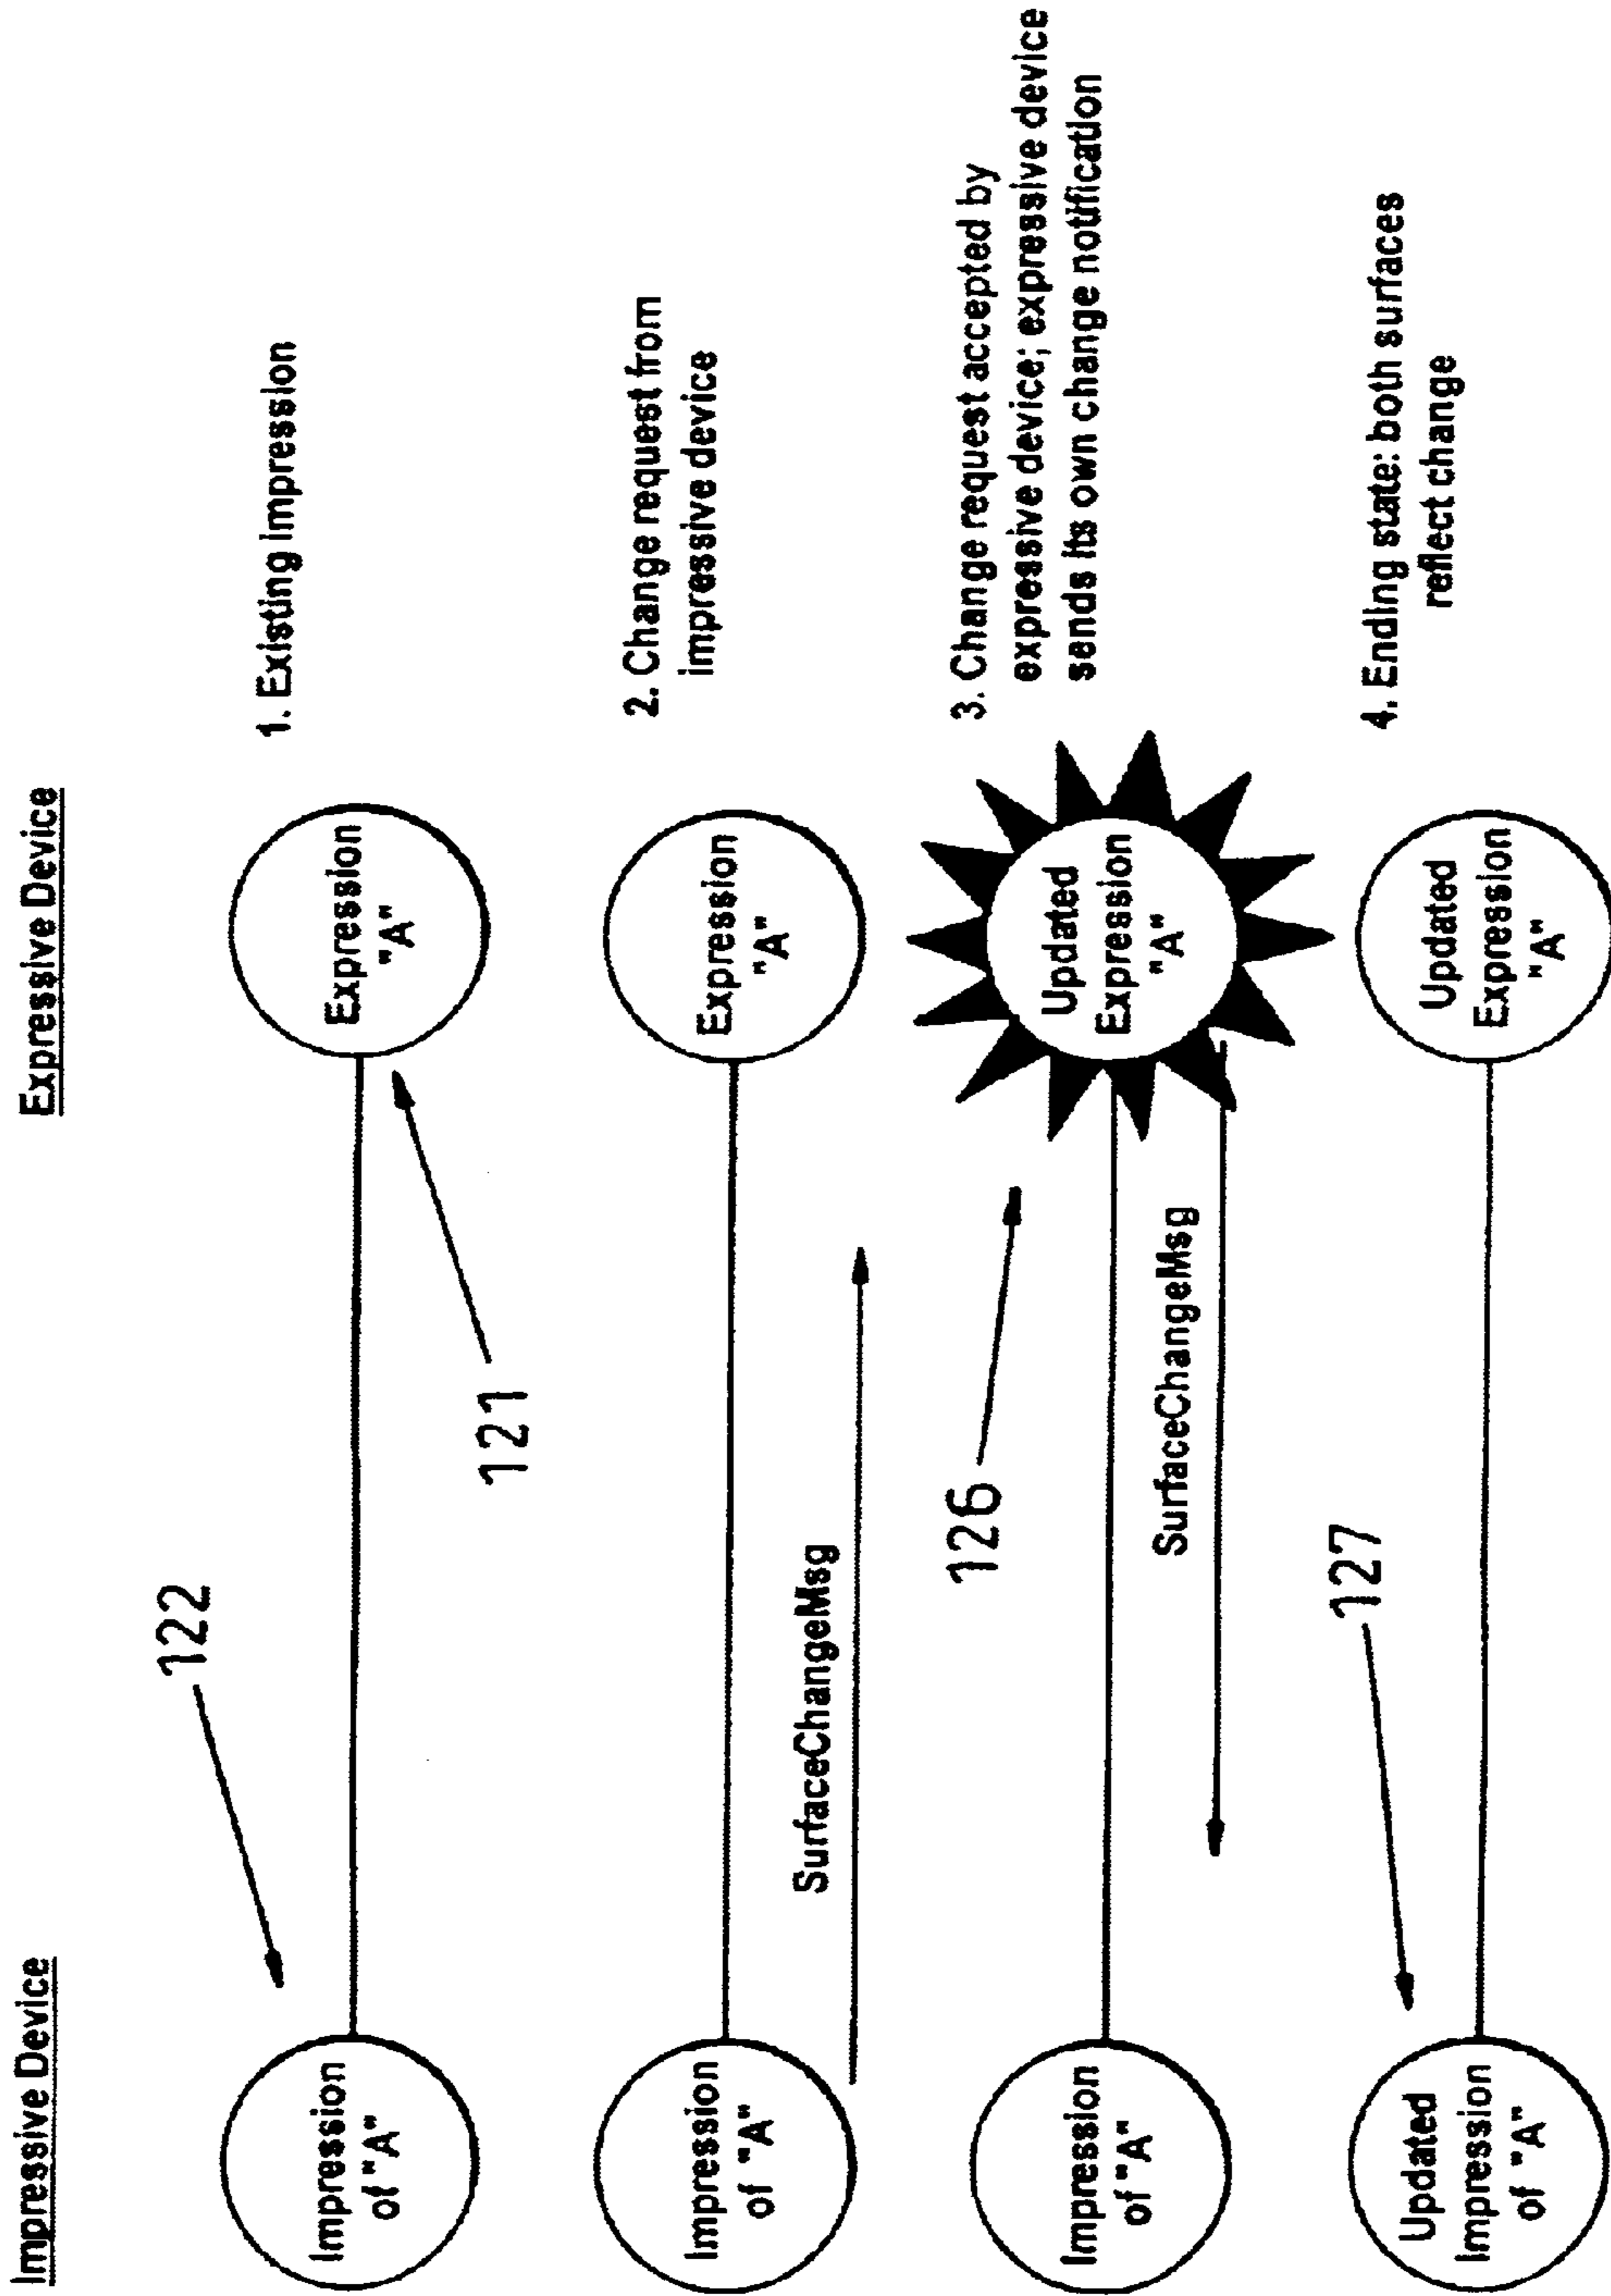 Impressive Device
Expressive Device
122
Impression
of "A"
Expression
"A"
121
1. Existing Impression
Impression
of "A"
SurfaceChangeMsg
Expression
"A"
2. Change request from
impressive device
Impression
of "A"
126
SurfaceChangeMsg
Updated
Expression
"A"
3. Change request accepted by
expressive device; expressive device
sends its own change notification
127
Updated
Impression
of "A"
Updated
Expression
"A"
4. Ending state: both surfaces
reflect change